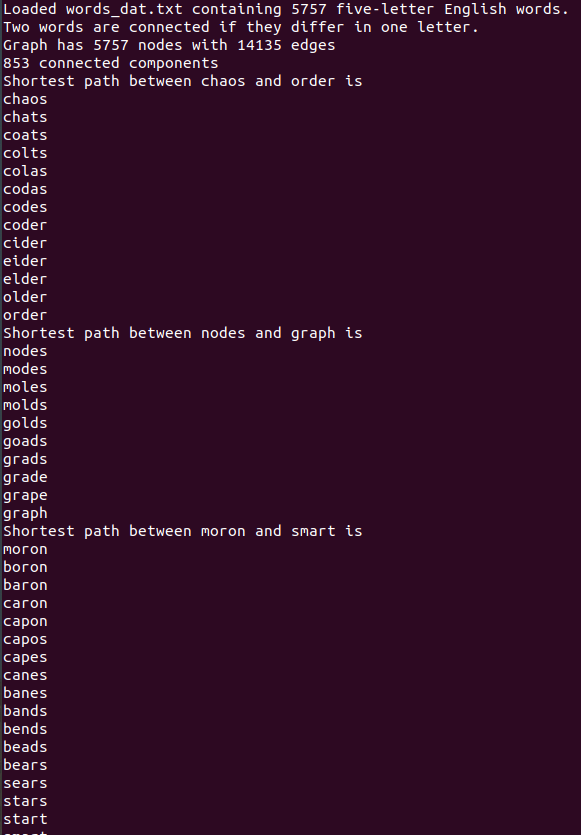 Loaded words_dat.txt containing 5757 five-letter English words.
Two words are connected if they differ in one letter.
Graph has 5757 nodes with 14135 edges
853 connected components
Shortest path between chaos and order is
chaos
chats
coats
colts
colas
codas
codes
coder
cider
eider
elder
older
order
Shortest path between nodes and graph is
nodes
modes
moles
molds
golds
goads
grads
grade
grape
graph
Shortest path between moron and smart is
moron
boron
baron
caron
capon
capos
capes
canes
banes
bands
bends
beads
bears
sears
stars
start